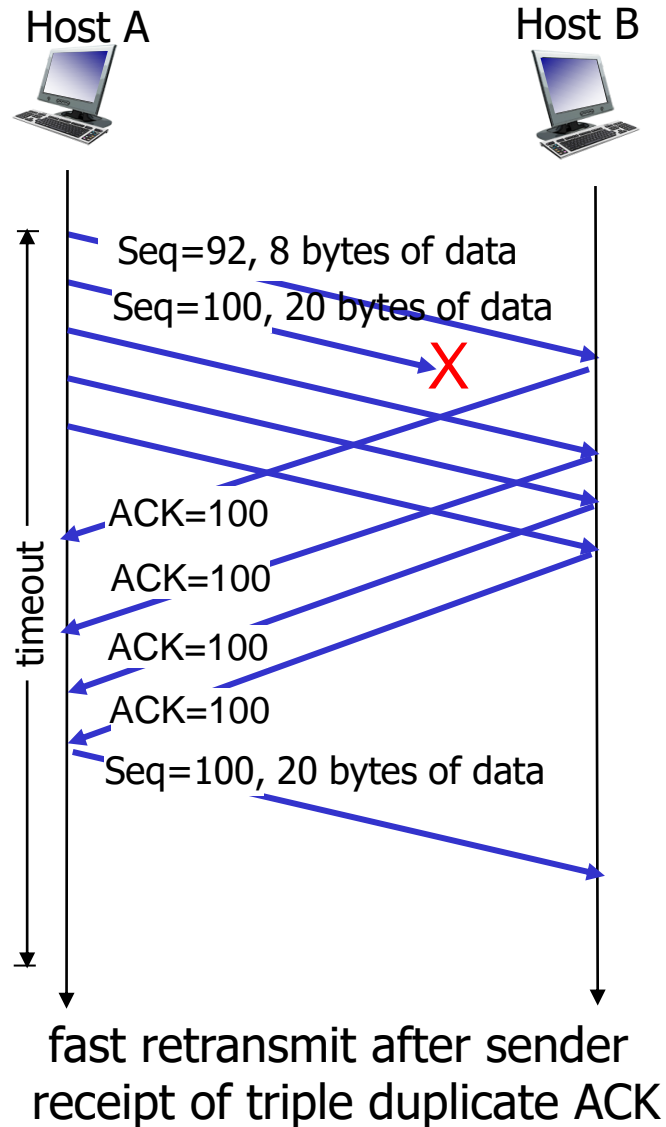 Host A
Host B
Seq=92, 8 bytes of data
Seq=100, 20 bytes of data
X
ACK=100
timeout
ACK=100
ACK=100
ACK=100
Seq=100, 20 bytes of data
fast retransmit after sender
receipt of triple duplicate ACK